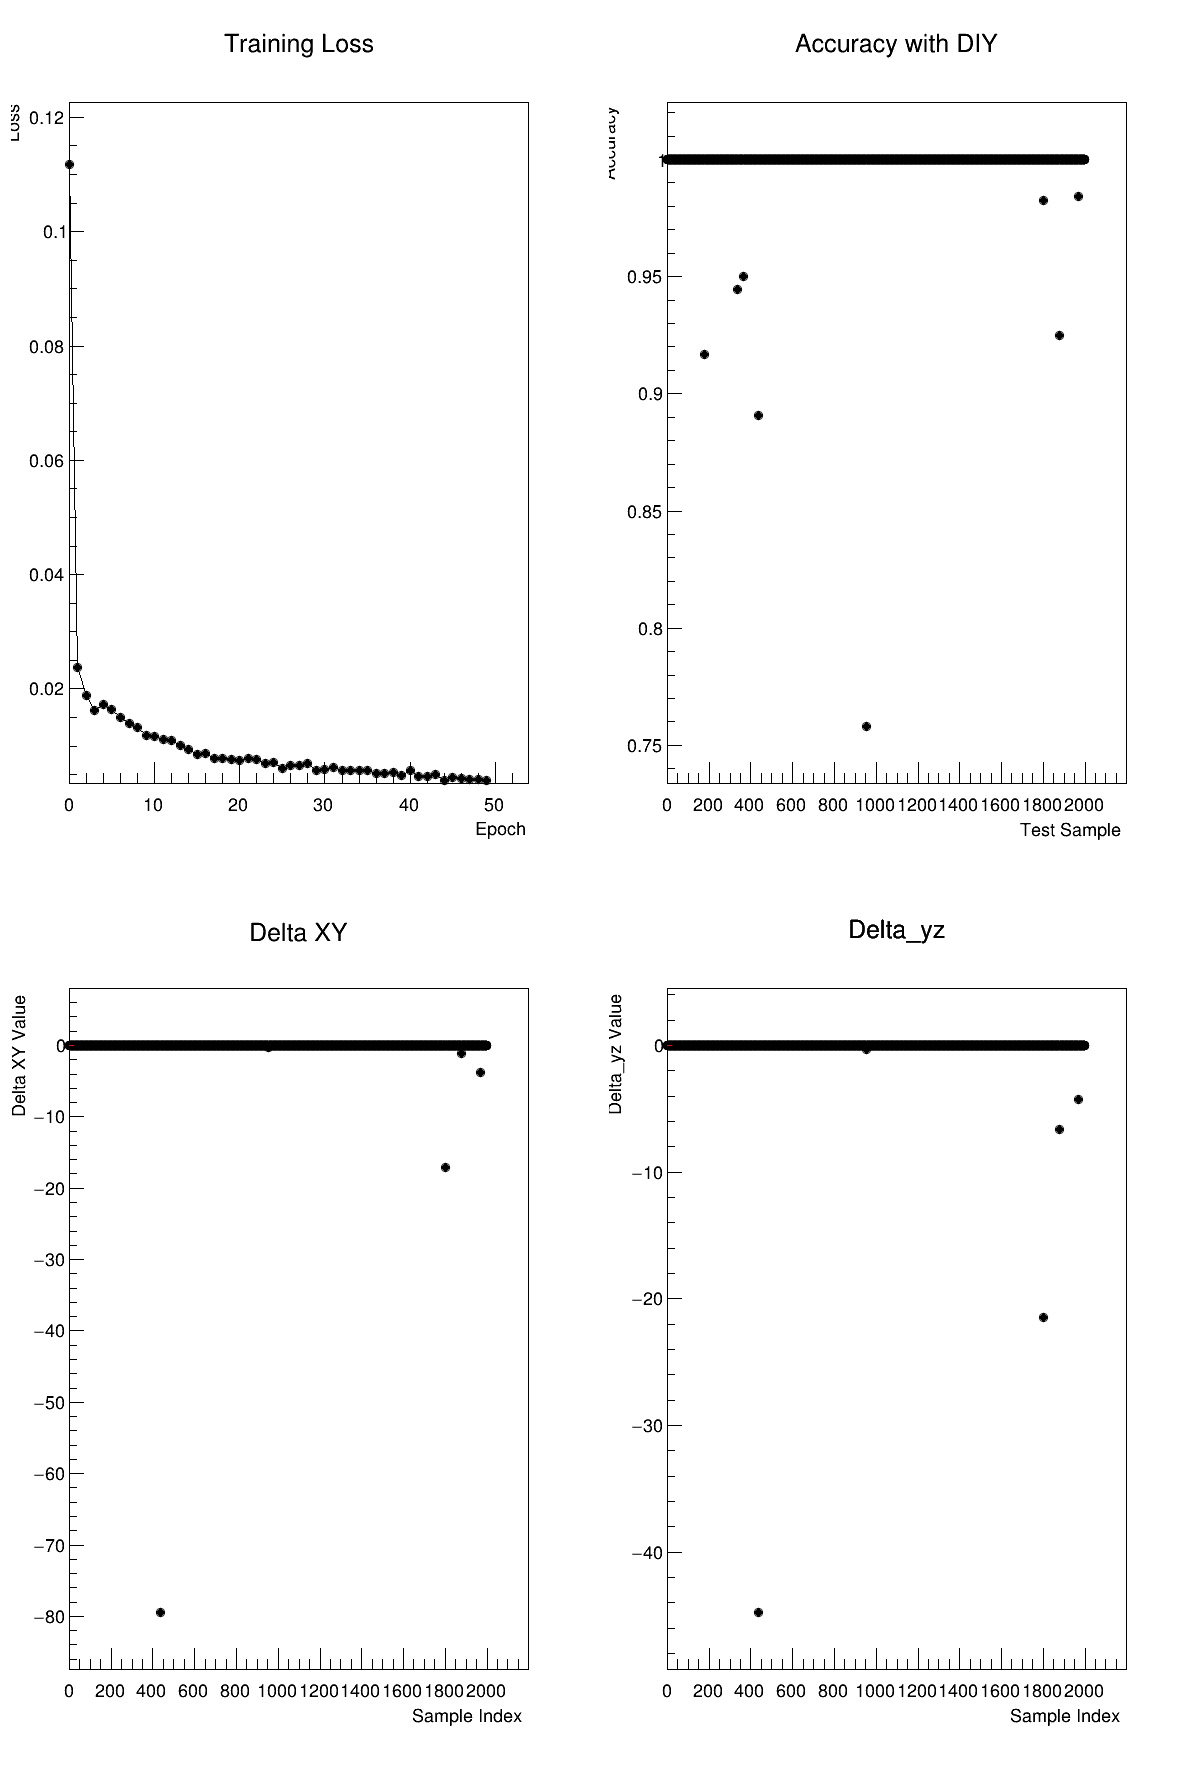 Training Loss
Loss
0.12
0.1
0.08
0.06
0.04
0.02
0 10 20 30 40 50
Epoch
Accuracy with DIY
Accuracy
1
0.95
0.9
0.85
0.8
0.75
0 200 400 600 800 1000 1200 1400 1600 1800 2000
Test Sample
Delta XY
Delta XY Value
0
−10
−20
−30
−40
−50
−60
−70
−80
0 200 400 600 800 1000 1200 1400 1600 1800 2000
Sample Index
Delta_yz
Delta_yz Value
0
−10
−20
−30
−40
0 200 400 600 800 1000 1200 1400 1600 1800 2000
Sample Index